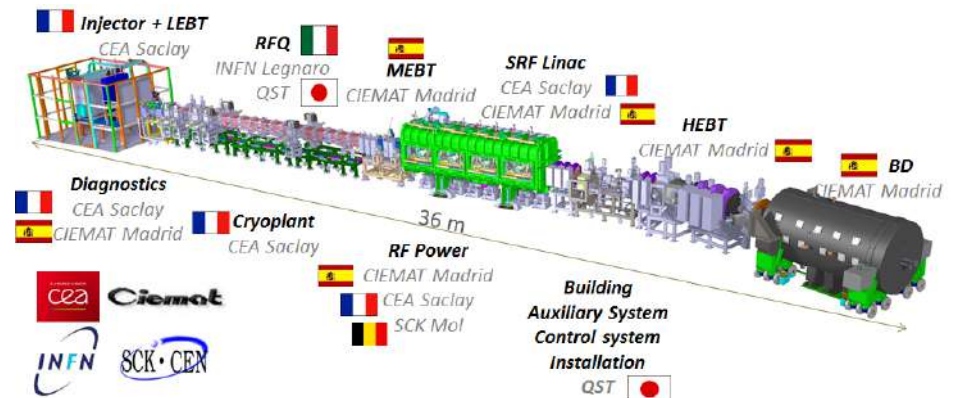 Injector + LEBT
CEA Saclay
RFQ
INFN Legnaro
QST
MEBT
CIEMAT Madrid
SRF Linac
CEA Saclay
CIEMAT Madrid
HEBT
CIEMAT Madrid
BD
CIEMAT Madrid
Diagnostics
CEA Saclay
CIEMAT Madrid
Cryoplant
CEA Saclay
36 m
RF Power
CIEMAT Madrid
CEA Saclay
SCK Mol
Building
Auxiliary System
Control system
Installation
QST
cea
Ciemat
INFN
SCK·CEN